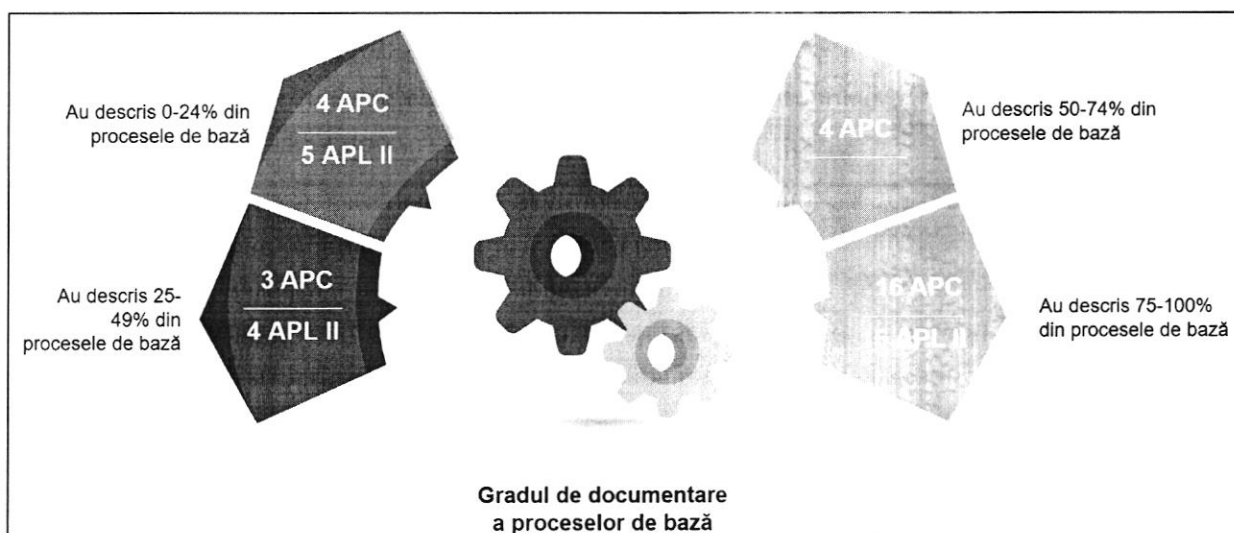 Au descris 0-24% din
procesele de bază
4 APC
5 APL II
Au descris 25-
49% din
procesele de bază
3 APC
4 APL II
4 APC
Au descris 50-74% din
procesele de bază
16 APC
APL II
Au descris 75-100%
din procesele de bază
Gradul de documentare
a proceselor de bază